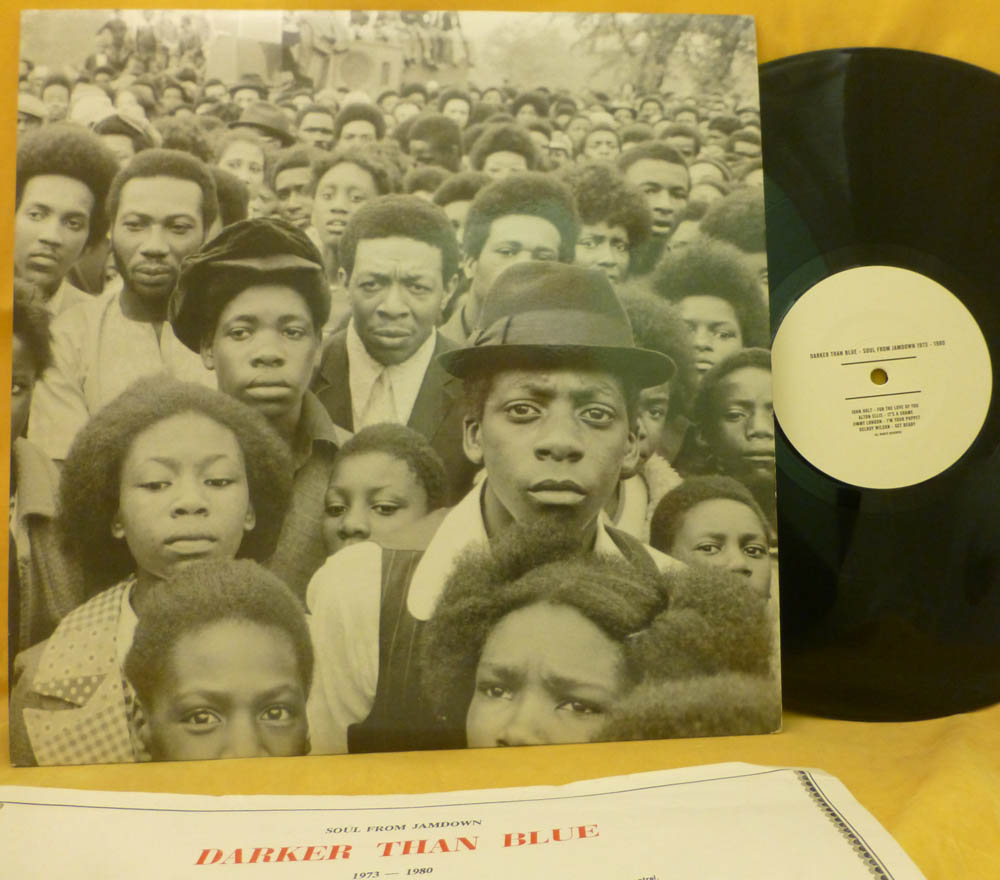 DARKER THAN BLUE - SOUL FROM JAMDOWN 1973 - 1980
JOHN HOLT - FOR THE LOVE OF YOU
ALTON ELLIS - IT'S A SHAME
JIMMY LONDON - I'M YOUR PUPPET
DELROY WILSON - GET READY
SOUL FROM JAMDOWN
DARKER THAN BLUE
1973 — 1980